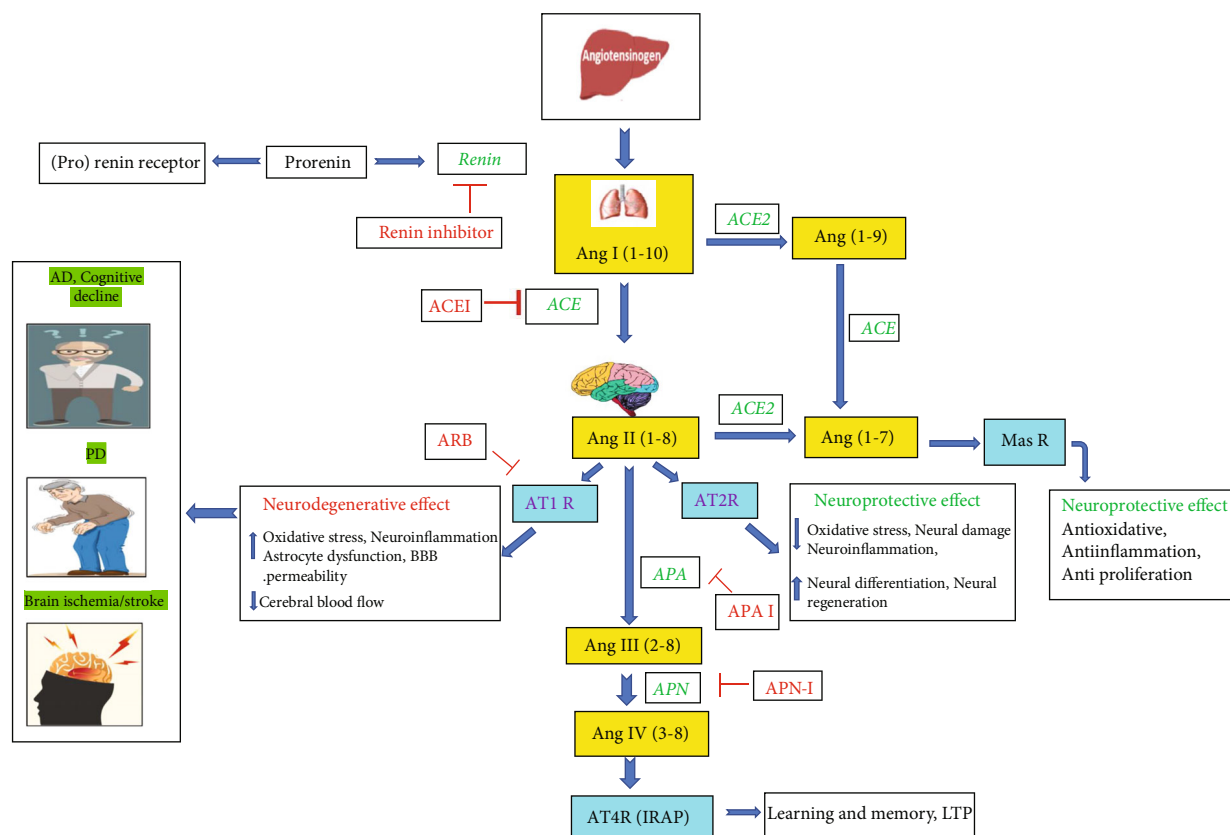 Angiotensinogen
(Pro) renin receptor
Prorenin
Renin
Renin inhibitor
Ang I (1-10)
ACE2
Ang (1-9)
ACEI
ACE
ACE
AD, Cognitive
decline
? ! ?
PD
Brain ischemia/stroke
Ang II (1-8)
ACE2
Ang (1-7)
Mas R
ARB
AT1 R
AT2R
Neurodegenerative effect
Oxidative stress, Neuroinflammation
Astrocyte dysfunction, BBB
.permeability
Cerebral blood flow
Neuroprotective effect
Oxidative stress, Neural damage
Neuroinflammation,
Neural differentiation, Neural
regeneration
Neuroprotective effect
Antioxidative,
Antiinflammation,
Anti proliferation
APA
APA I
Ang III (2-8)
APN
APN-I
Ang IV (3-8)
AT4R (IRAP)
Learning and memory, LTP